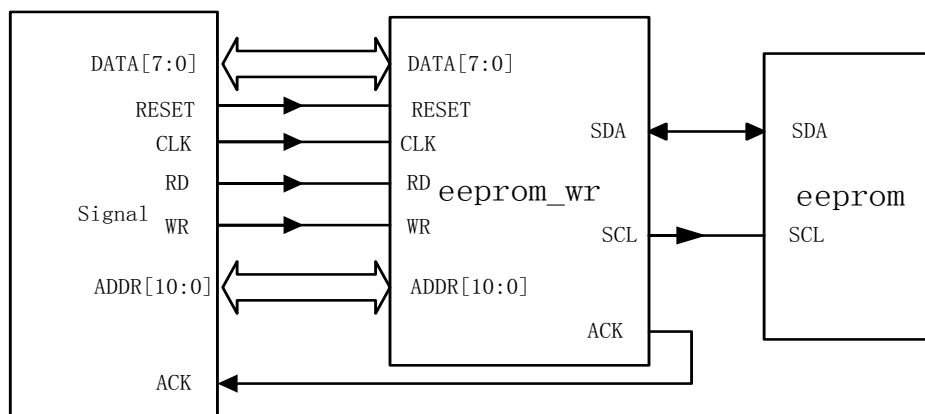 DATA[7:0]
RESET
CLK
RD
Signal
WR
ADDR[10:0]
ACK
DATA[7:0]
RESET
CLK
RD
eeprom_wr
WR
ADDR[10:0]
SDA
SCL
ACK
SDA
eeprom
SCL